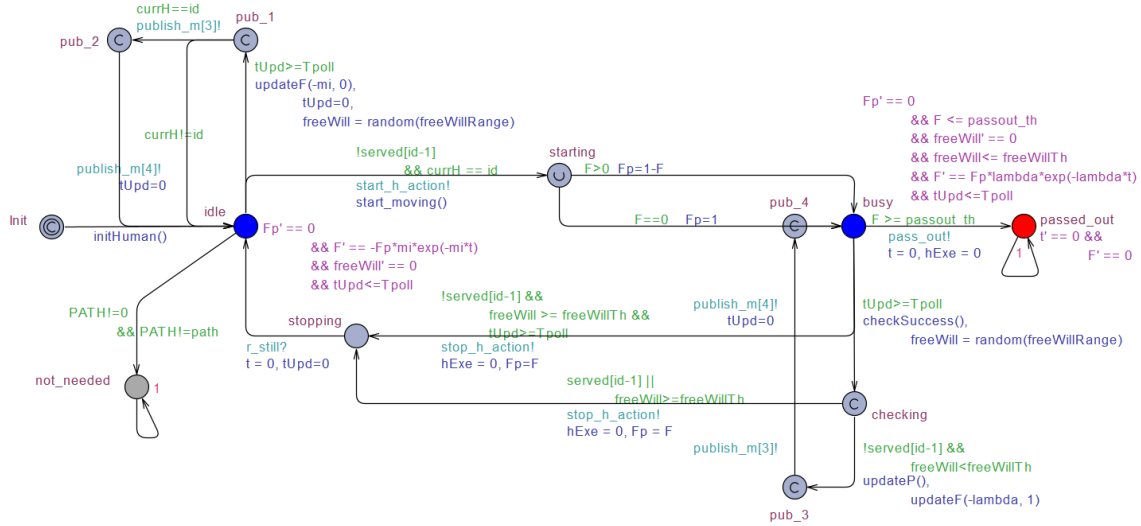 currH==id
publish_m[3]!
pub_1
pub_2
C
C
tUpd>=Tpoll
updateF(-mi, 0),
tUpd=0,
freeWill = random(freeWillRange)
currH!=id
publish_m[4]!
tUpd=0
Init
C
initHuman()
idle
Fp' == 0
&& F' == -Fp*mi*exp(-mi*t)
&& freeWill' == 0
&& tUpd<=Tpoll
!served[id-1]
&& currH == id
start_h_action!
start_moving()
starting
U
F>0 Fp=1-F
F==0 Fp=1
pub_4
C
busy
Fp' == 0
&& F <= passout_th
&& freeWill' == 0
&& freeWill<= freeWillTh
&& F' == Fp*lambda*exp(-lambda*t)
&& tUpd<=Tpoll
F >= passout_th
pass_out!
t = 0, hExe = 0
passed_out
t' == 0 &&
F' == 0
1
PATH!=0
&& PATH!=path
not_needed
1
stopping
r_still?
t = 0, tUpd=0
!served[id-1] &&
freeWill >= freeWillTh &&
tUpd>=Tpoll
stop_h_action!
hExe = 0, Fp=F
publish_m[4]!
tUpd=0
tUpd>=Tpoll
checkSuccess(),
freeWill = random(freeWillRange)
served[id-1] ||
freeWill>=freeWillTh
stop_h_action!
hExe = 0, Fp = F
C
checking
publish_m[3]!
!served[id-1] &&
freeWill<freeWillTh
updateP(),
updateF(-lambda, 1)
C
pub_3